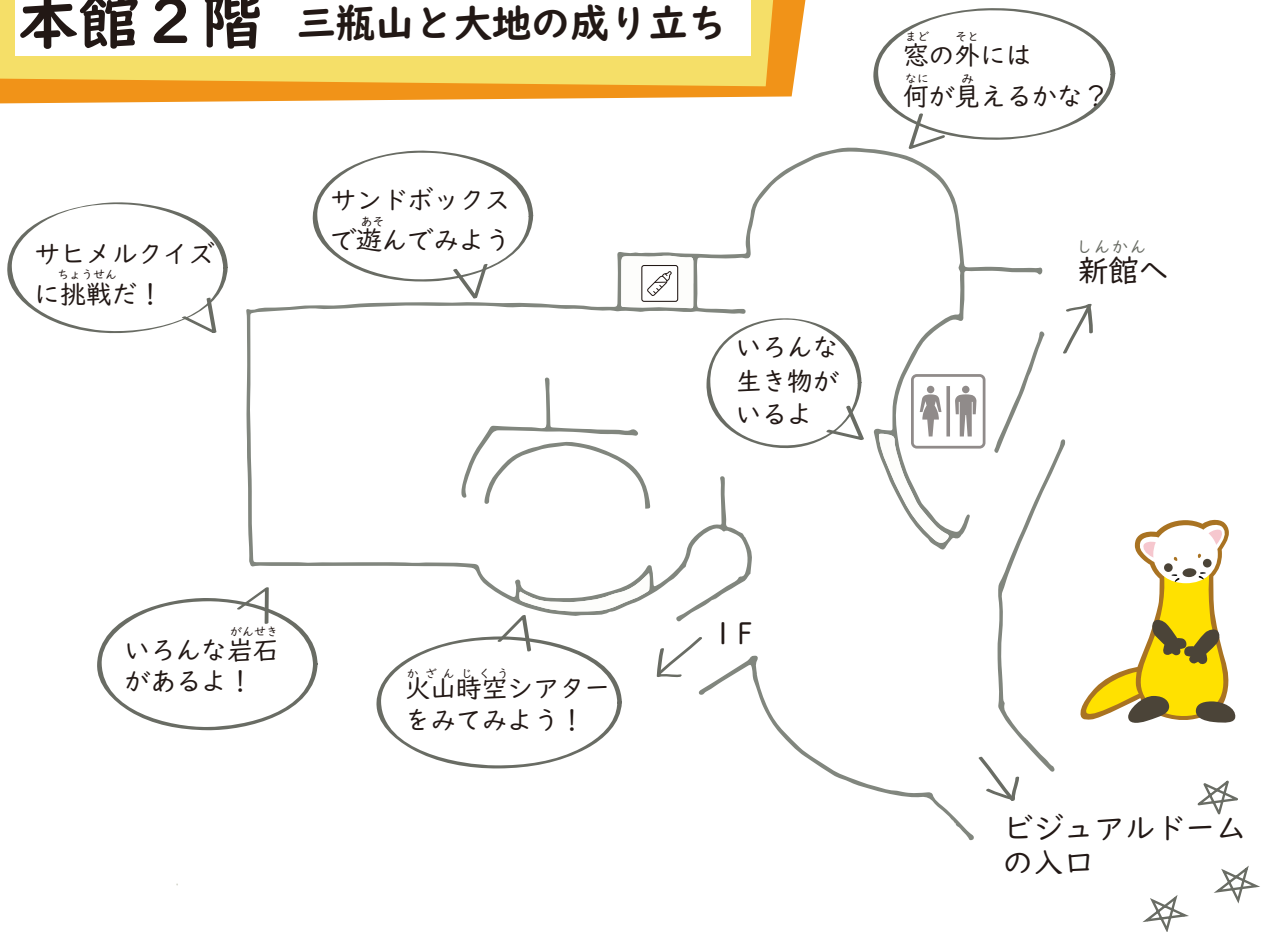 本館２階 三瓶山と大地の成り立ち
まど そと
窓の外には
なに み
何が見えるかな？
サンドボックス
あそ
で遊んでみよう
サヒメルクイズ
ちょうせん
に挑戦だ！
しんかん
新館へ
いろんな
生き物が
いるよ
がんせき
いろんな岩石
があるよ！
かざんじくう
火山時空シアター
をみてみよう！
1F
ビジュアルドーム
の入口